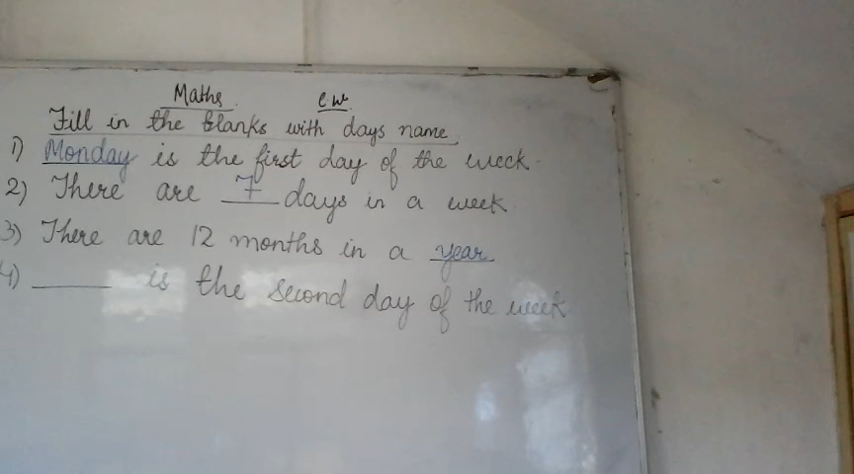 Maths C.W.
Fill in the blanks with days name.
1) Monday is the first day of the week.
2) There are 7 days in a week.
3) There are 12 months in a year.
4) ______ is the second day of the week